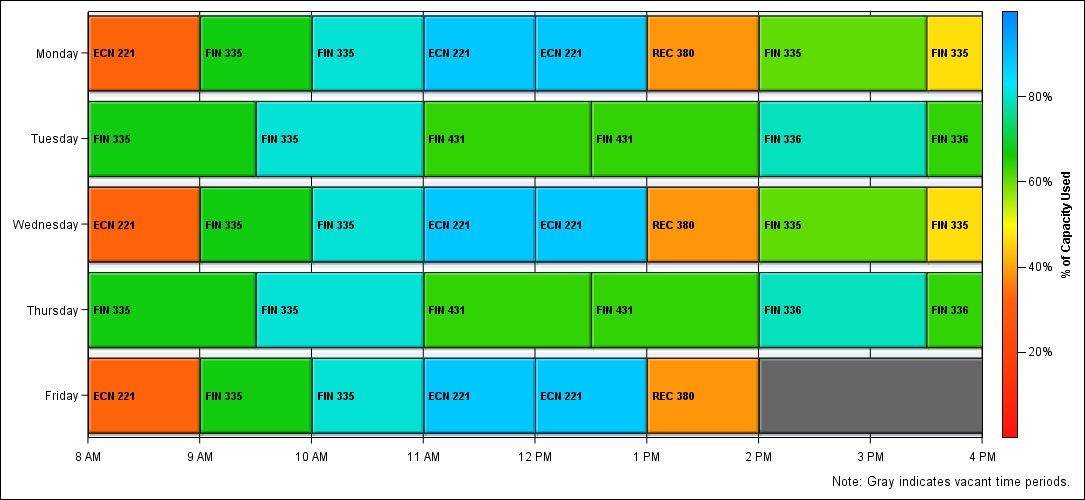 Monday
ECN 221
FIN 335
FIN 335
ECN 221
ECN 221
REC 380
FIN 335
FIN 335
Tuesday
FIN 335
FIN 335
FIN 431
FIN 431
FIN 336
FIN 336
Wednesday
ECN 221
FIN 335
FIN 335
ECN 221
ECN 221
REC 380
FIN 335
FIN 335
Thursday
FIN 335
FIN 335
FIN 431
FIN 431
FIN 336
FIN 336
Friday
ECN 221
FIN 335
FIN 335
ECN 221
ECN 221
REC 380
8 AM
9 AM
10 AM
11 AM
12 PM
1 PM
2 PM
3 PM
4 PM
80%
60%
40%
20%
% of Capacity Used
Note: Gray indicates vacant time periods.